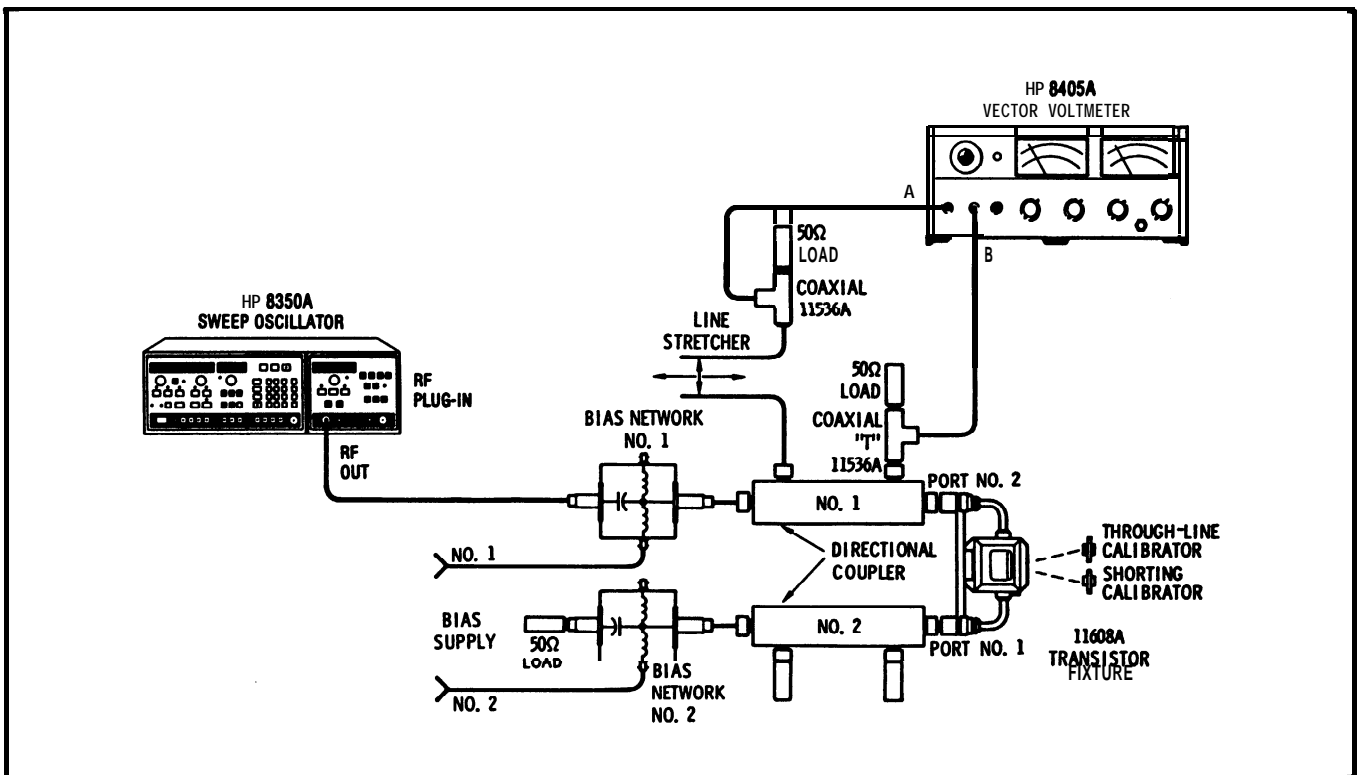 HP 8405A
VECTOR VOLTMETER
A
50Ω
LOAD
B
COAXIAL
11536A
HP 8350A
SWEEP OSCILLATOR
LINE
STRETCHER
RF
PLUG-IN
50Ω
LOAD
BIAS NETWORK
NO. 1
COAXIAL
"T"
11536A
RF
OUT
PORT NO. 2
NO. 1
THROUGH-LINE
CALIBRATOR
DIRECTIONAL
COUPLER
SHORTING
CALIBRATOR
NO. 1
BIAS
SUPPLY
50Ω
LOAD
NO. 2
PORT NO. 1
11608A
TRANSISTOR
FIXTURE
BIAS
NETWORK
NO. 2
NO. 2